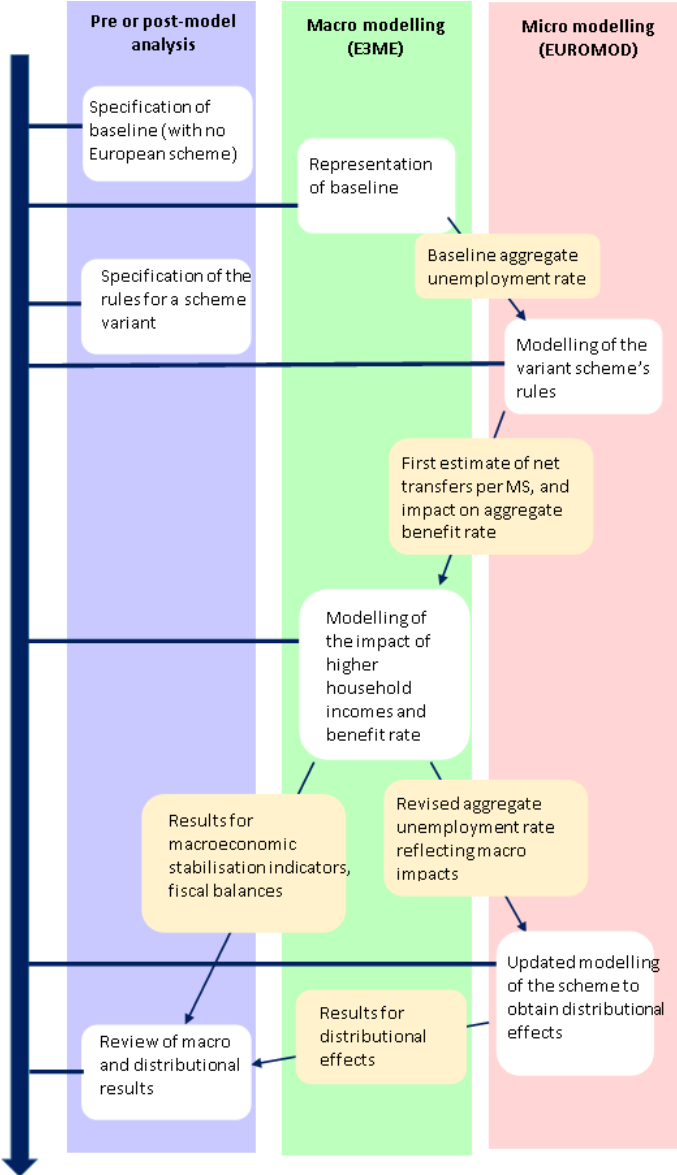 Pre or post-model
analysis
Macro modelling
(E3ME)
Micro modelling
(EUROMOD)
Specification of
baseline (with no
European scheme)
Representation
of baseline
Baseline aggregate
unemployment rate
Specification of the
rules for a scheme
variant
Modelling of the
variant scheme's
rules
First estimate of net
transfers per MS, and
impact on aggregate
benefit rate
Modelling of
the impact of
higher
household
incomes and
benefit rate
Results for
macroeconomic
stabilisation indicators,
fiscal balances
Revised aggregate
unemployment rate
reflecting macro
impacts
Updated modelling
of the scheme to
obtain distributional
effects
Results for
distributional
effects
Review of macro
and distributional
results